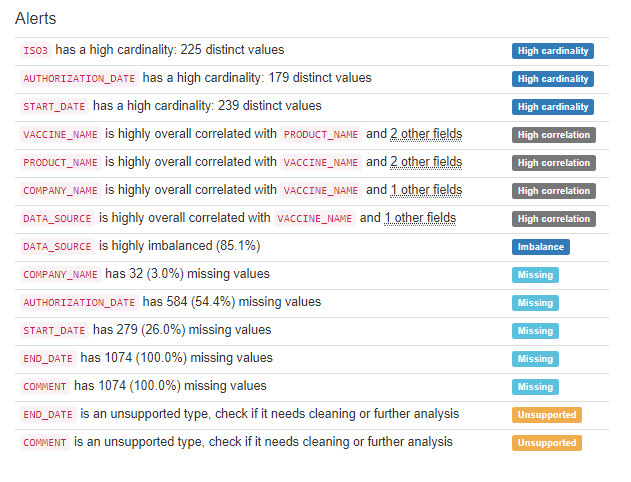 Alerts
ISO3 has a high cardinality: 225 distinct values High cardinality
AUTHORIZATION_DATE has a high cardinality: 179 distinct values High cardinality
START_DATE has a high cardinality: 239 distinct values High cardinality
VACCINE_NAME is highly overall correlated with PRODUCT_NAME and 2 other fields High correlation
PRODUCT_NAME is highly overall correlated with VACCINE_NAME and 2 other fields High correlation
COMPANY_NAME is highly overall correlated with VACCINE_NAME and 1 other fields High correlation
DATA_SOURCE is highly overall correlated with VACCINE_NAME and 1 other fields High correlation
DATA_SOURCE is highly imbalanced (85.1%) Imbalance
COMPANY_NAME has 32 (3.0%) missing values Missing
AUTHORIZATION_DATE has 584 (54.4%) missing values Missing
START_DATE has 279 (26.0%) missing values Missing
END_DATE has 1074 (100.0%) missing values Missing
COMMENT has 1074 (100.0%) missing values Missing
END_DATE is an unsupported type, check if it needs cleaning or further analysis Unsupported
COMMENT is an unsupported type, check if it needs cleaning or further analysis Unsupported